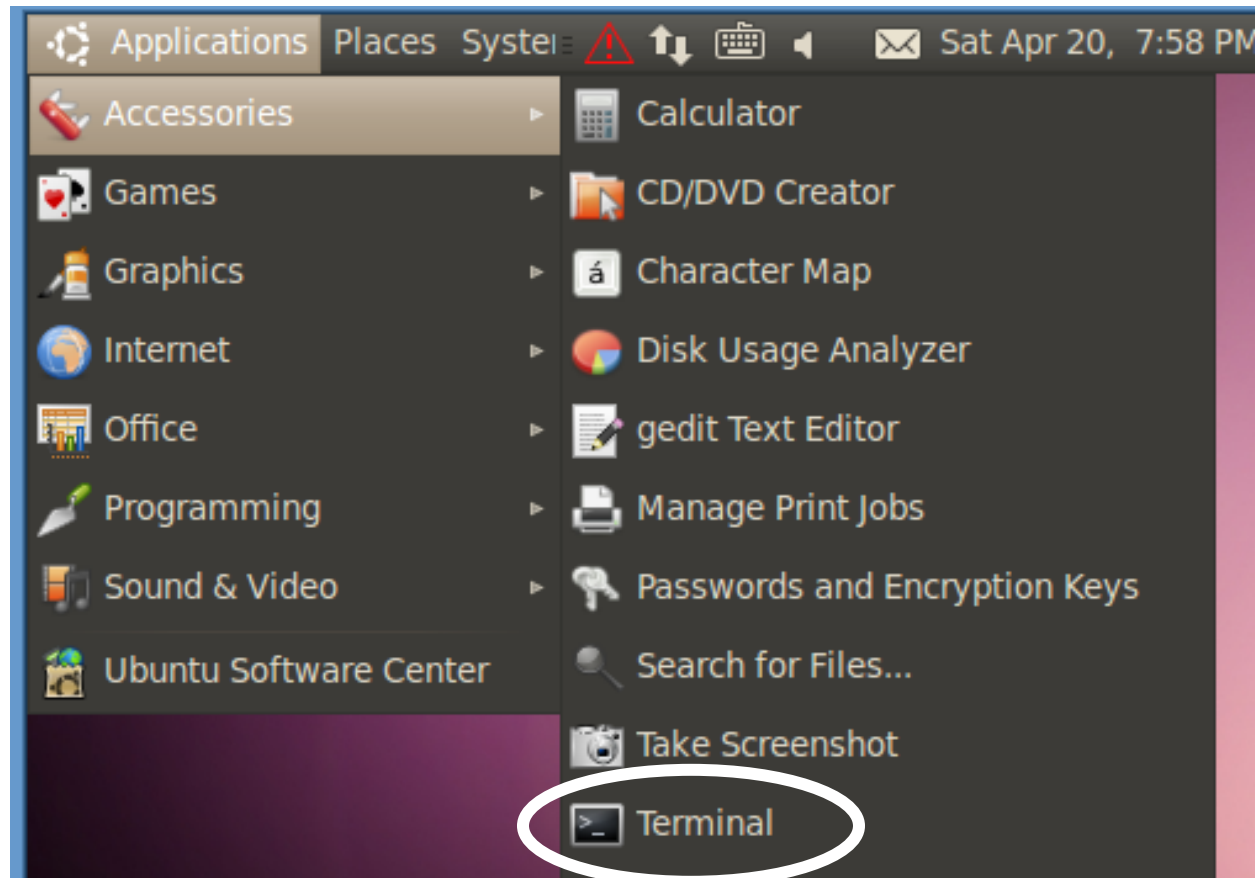 Applications Places System Sat Apr 20, 7:58 PM
Accessories
Games
Graphics
Internet
Office
Programming
Sound & Video
Ubuntu Software Center
Calculator
CD/DVD Creator
á Character Map
Disk Usage Analyzer
gedit Text Editor
Manage Print Jobs
Passwords and Encryption Keys
Search for Files...
Take Screenshot
>_ Terminal